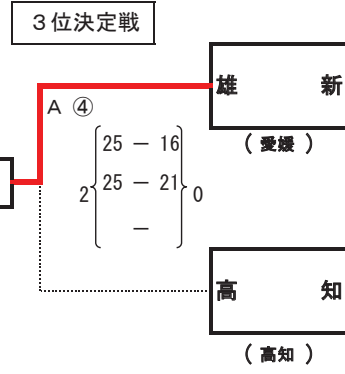 ３位決定戦
雄 新
( 愛媛 )
A ④
25 － 16
25 － 21
2 0
－
高 知
( 高知 )